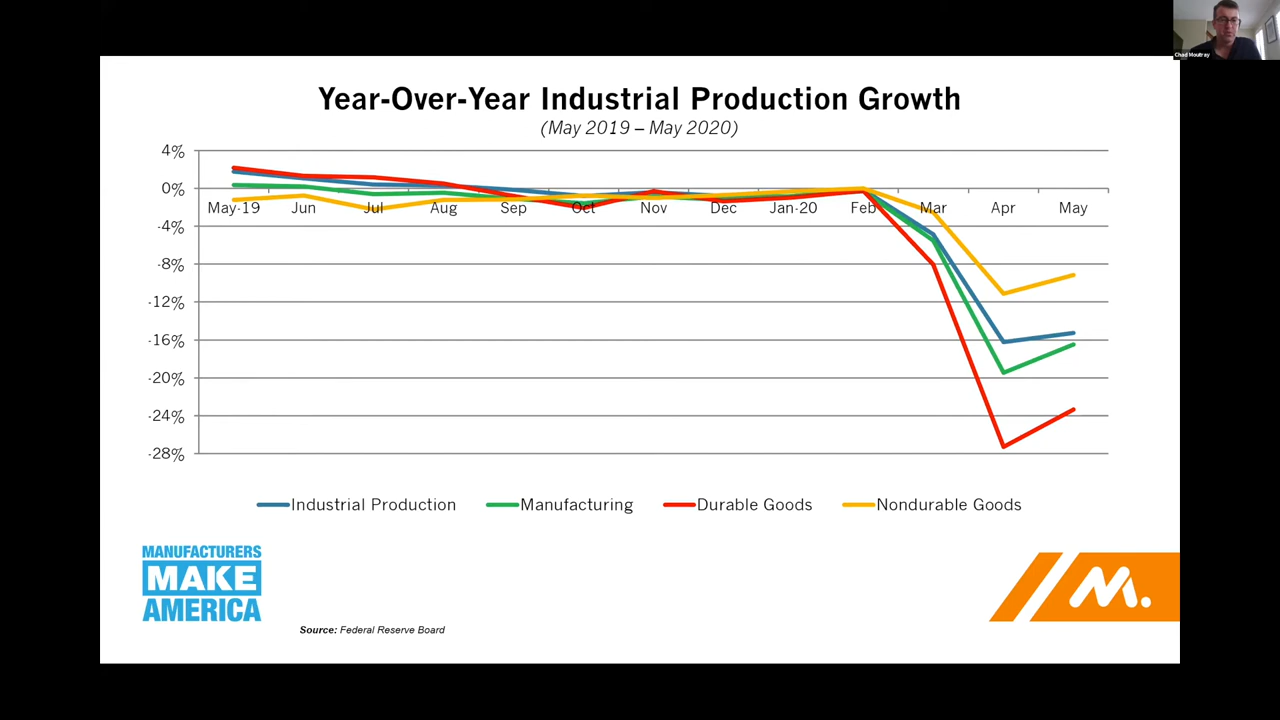 Chad Moutray
Year-Over-Year Industrial Production Growth
(May 2019 – May 2020)
4%
0%
-4%
-8%
-12%
-16%
-20%
-24%
-28%
May-19 Jun Jul Aug Sep Oct Nov Dec Jan-20 Feb Mar Apr May
Industrial Production Manufacturing Durable Goods Nondurable Goods
MANUFACTURERS
MAKE
AMERICA
M.
Source: Federal Reserve Board